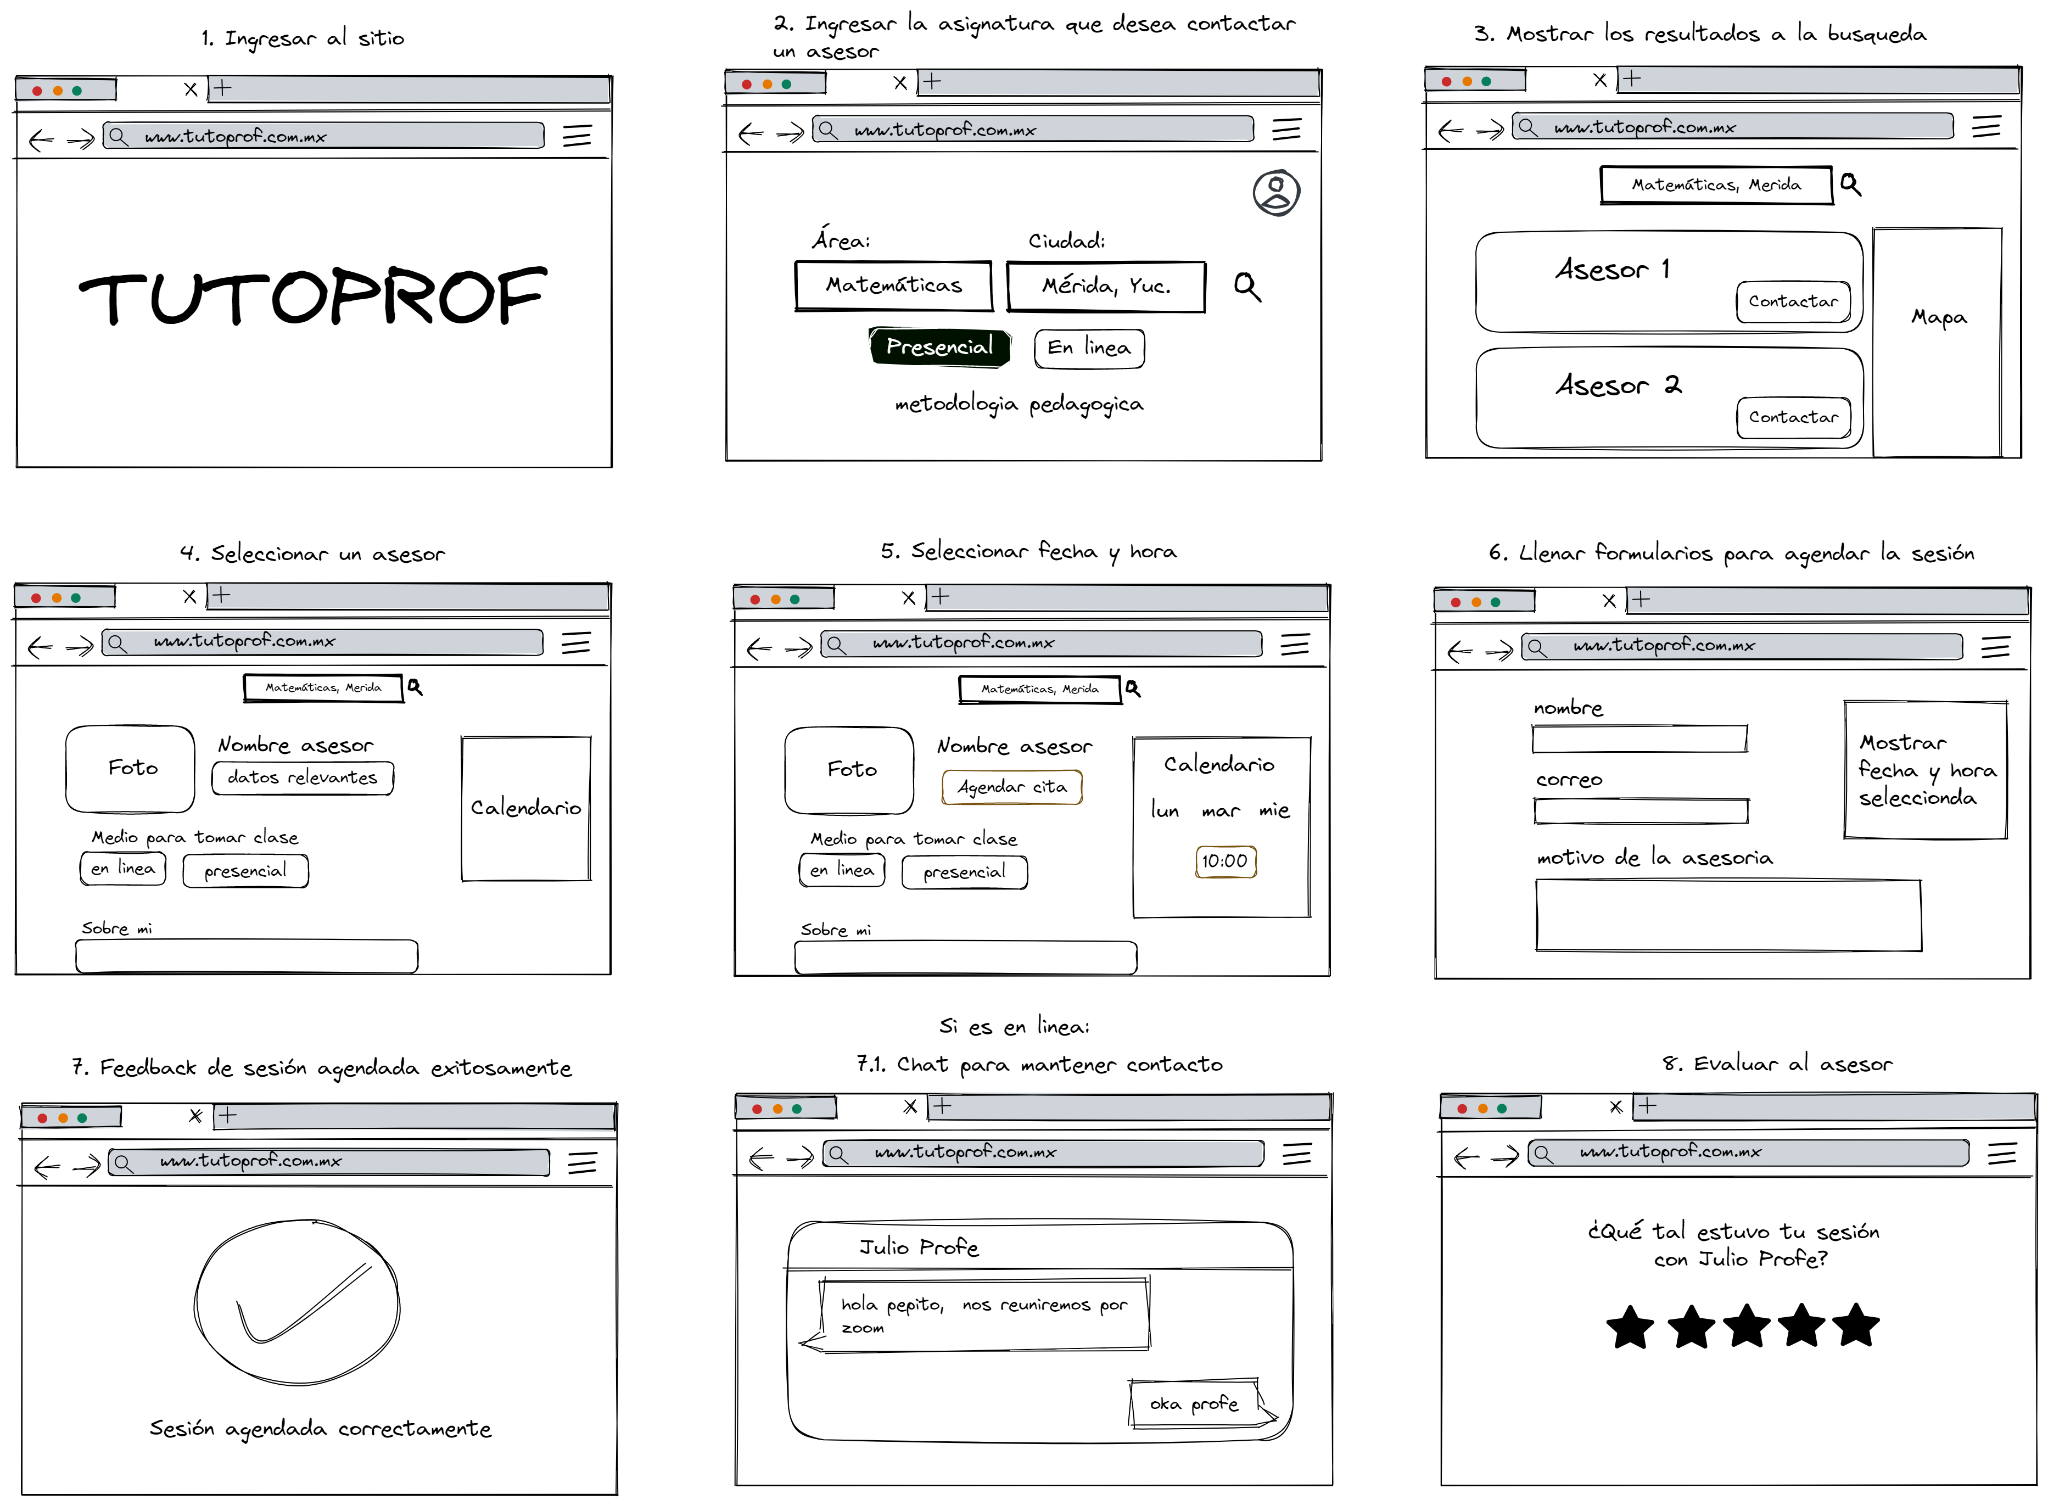 1. Ingresar al sitio
www.tutoprof.com.mx
TUTOPROF
2. Ingresar la asignatura que desea contactar
un asesor
www.tutoprof.com.mx
Área:
Ciudad:
Matemáticas
Mérida, Yuc.
Presencial
En linea
metodologia pedagogica
3. Mostrar los resultados a la busqueda
www.tutoprof.com.mx
Matemáticas, Merida
Asesor 1
Contactar
Asesor 2
Contactar
Mapa
4. Seleccionar un asesor
www.tutoprof.com.mx
Matemáticas, Merida
Foto
Nombre asesor
datos relevantes
Calendario
Medio para tomar clase
en linea
presencial
Sobre mi
5. Seleccionar fecha y hora
www.tutoprof.com.mx
Matemáticas, Merida
Foto
Nombre asesor
Agendar cita
Calendario
lun mar mie
10:00
Medio para tomar clase
en linea
presencial
Sobre mi
6. Llenar formularios para agendar la sesión
www.tutoprof.com.mx
nombre
correo
motivo de la asesoria
Mostrar
fecha y hora
seleccionda
7. Feedback de sesión agendada exitosamente
www.tutoprof.com.mx
Sesión agendada correctamente
Si es en linea:
7.1. Chat para mantener contacto
www.tutoprof.com.mx
Julio Profe
hola pepito, nos reuniremos por
zoom
oka profe
8. Evaluar al asesor
www.tutoprof.com.mx
¿Qué tal estuvo tu sesión
con Julio Profe?